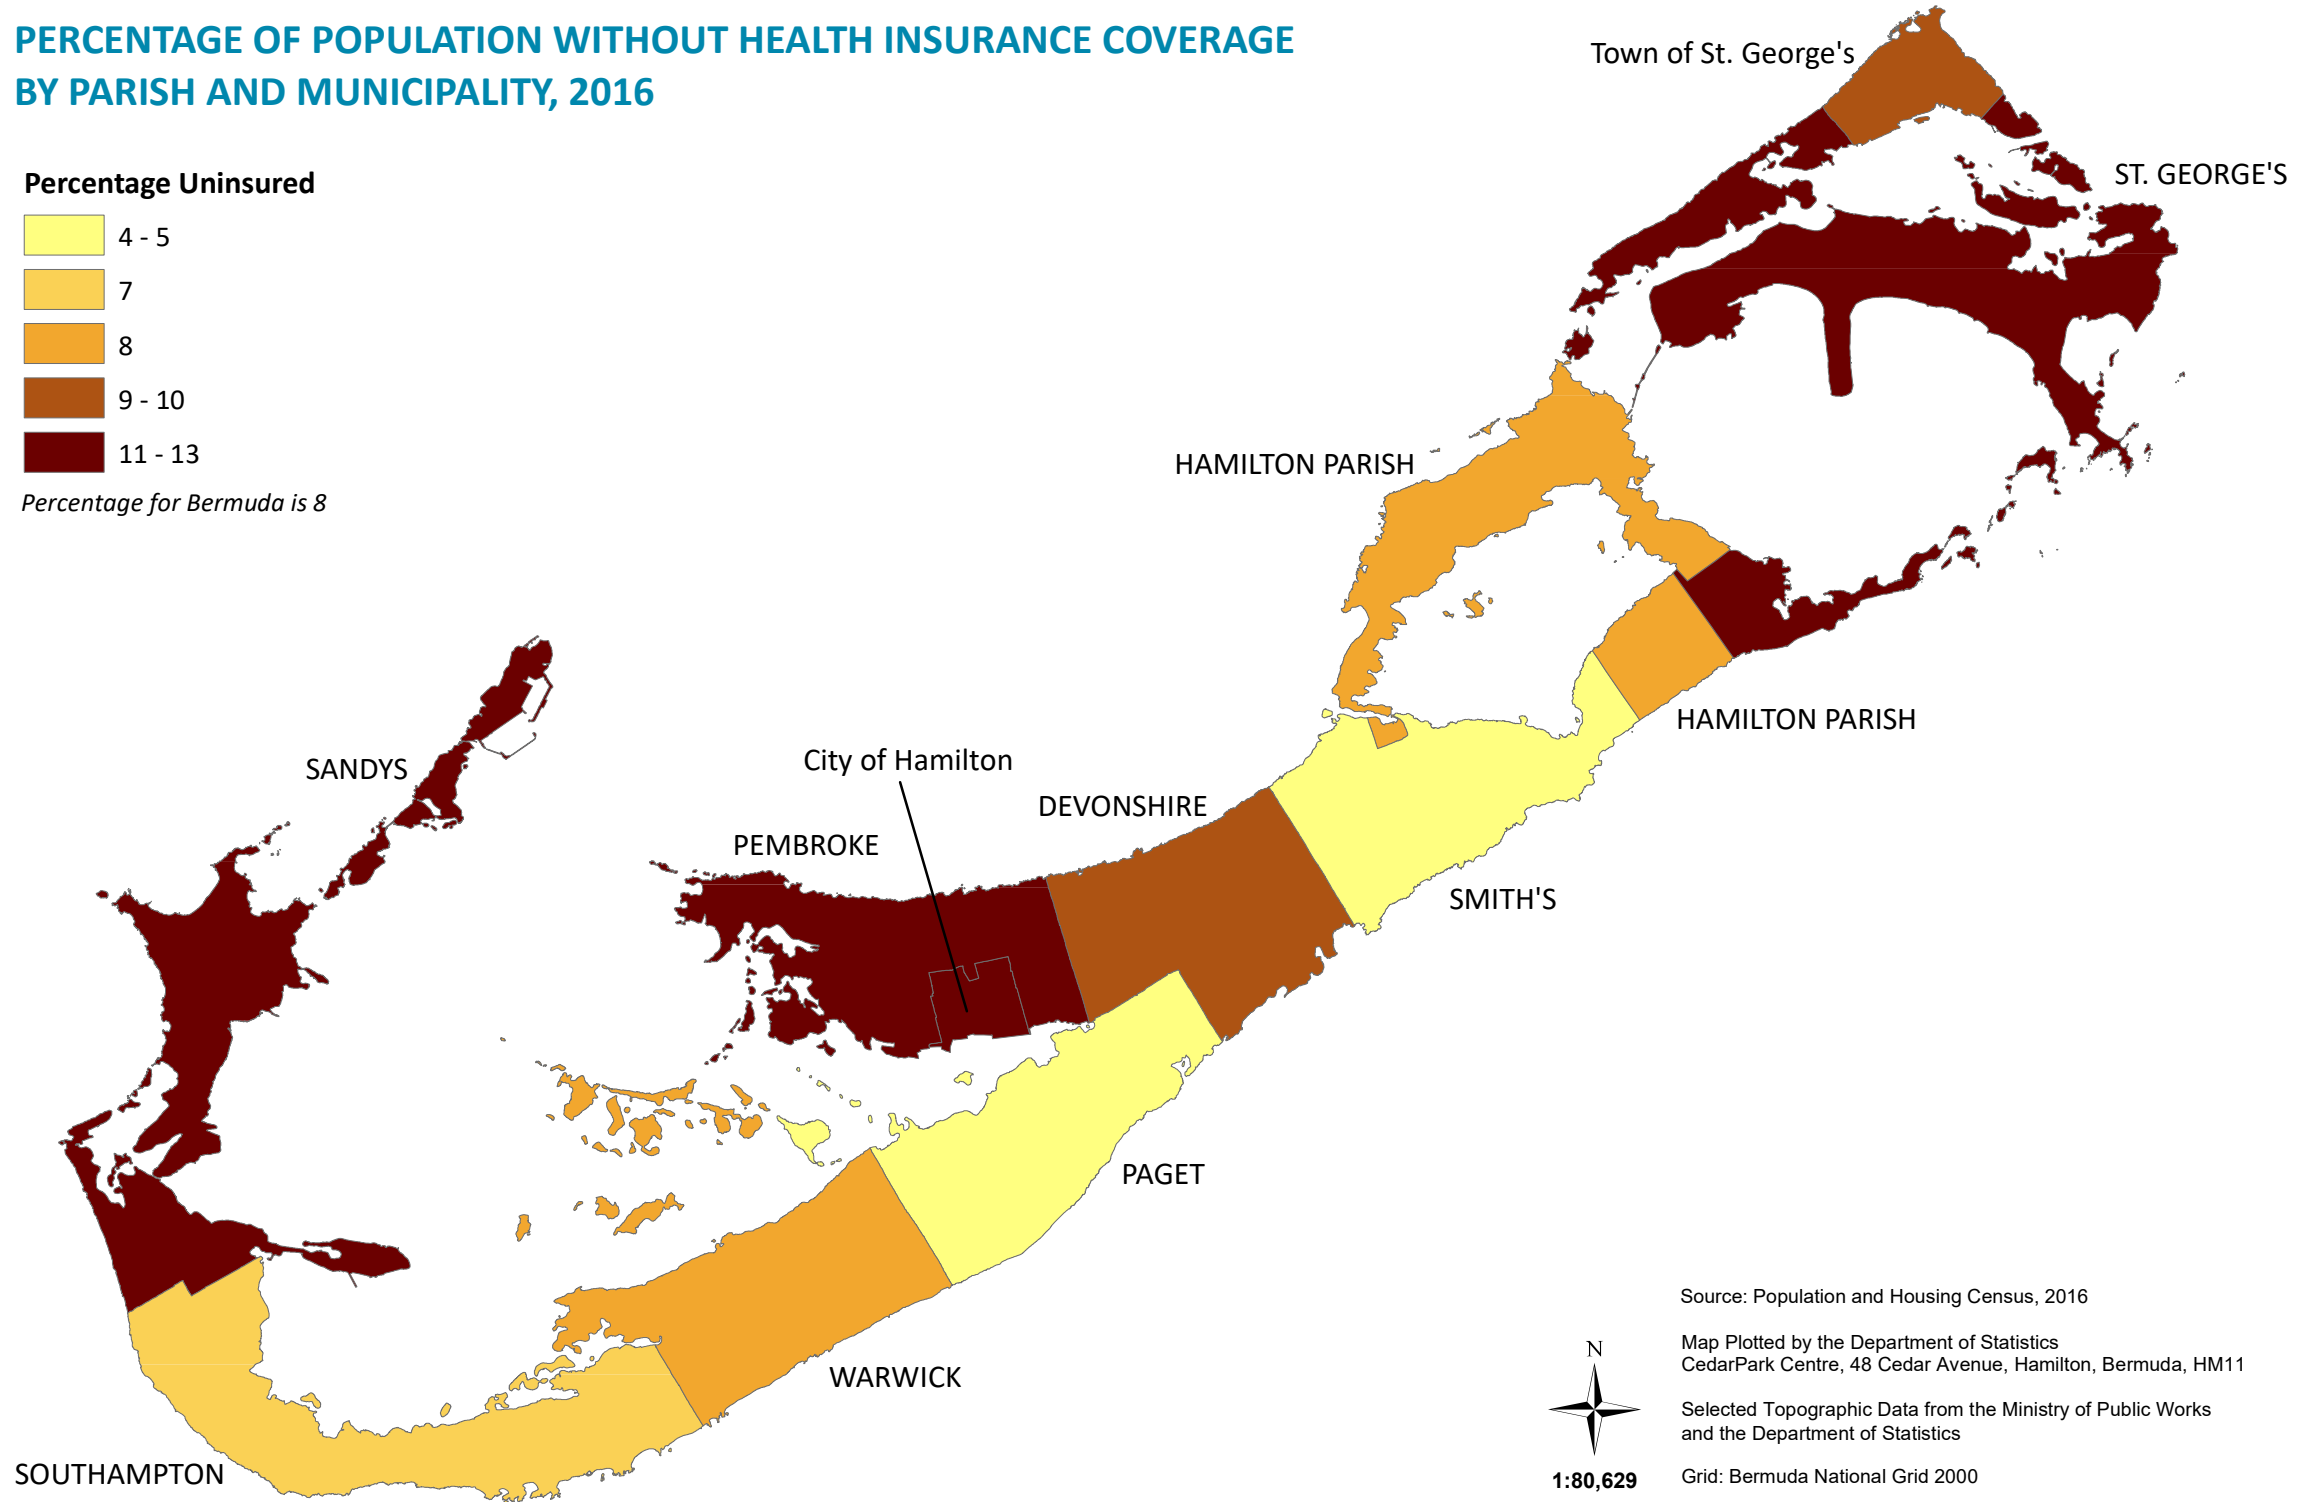 PERCENTAGE OF POPULATION WITHOUT HEALTH INSURANCE COVERAGE
BY PARISH AND MUNICIPALITY, 2016
Percentage Uninsured
4 - 5
7
8
9 - 10
11 - 13
Percentage for Bermuda is 8
Town of St. George's
ST. GEORGE'S
HAMILTON PARISH
HAMILTON PARISH
SANDYS
City of Hamilton
DEVONSHIRE
PEMBROKE
SMITH'S
PAGET
WARWICK
SOUTHAMPTON
N
1:80,629
Source: Population and Housing Census, 2016
Map Plotted by the Department of Statistics
CedarPark Centre, 48 Cedar Avenue, Hamilton, Bermuda, HM11
Selected Topographic Data from the Ministry of Public Works
and the Department of Statistics
Grid: Bermuda National Grid 2000